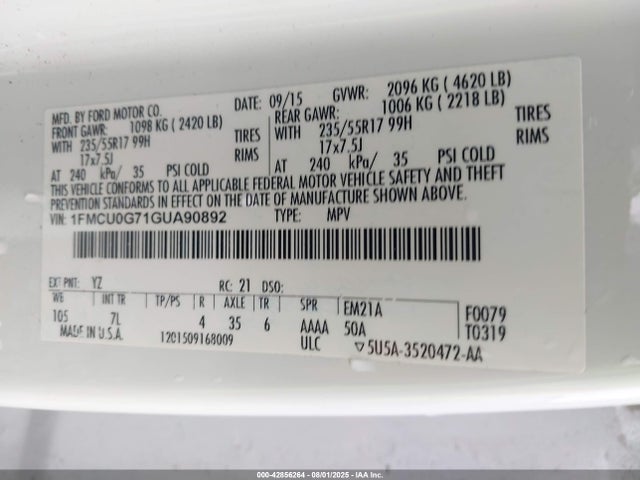 MFD. BY FORD MOTOR CO. DATE: 09/15 GVWR: 2096 KG ( 4620 LB)
FRONT GAWR: 1098 KG ( 2420 LB) REAR GAWR: 1006 KG ( 2218 LB)
WITH 235/55R17 99H TIRES WITH 235/55R17 99H TIRES
17x7.5J RIMS 17x7.5J RIMS
AT 240 kPa/ 35 PSI COLD AT 240 kPa/ 35 PSI COLD
THIS VEHICLE CONFORMS TO ALL APPLICABLE FEDERAL MOTOR VEHICLE SAFETY AND THEFT
PREVENTION STANDARDS IN EFFECT ON THE DATE OF MANUFACTURE SHOWN ABOVE.
VIN: 1FMCU0G71GUA90892 TYPE: MPV
EXT PNT: YZ RC: 21 DSO:
WB INT TR TP/PS R AXLE TR SPR EM21A F0079
105 7L 4 35 6 AAAA 50A T0319
MADE IN U.S.A. 1201509168009 ULC ▽5U5A-3520472-AA
000-42856264 - 08/01/2025 - IAA Inc.